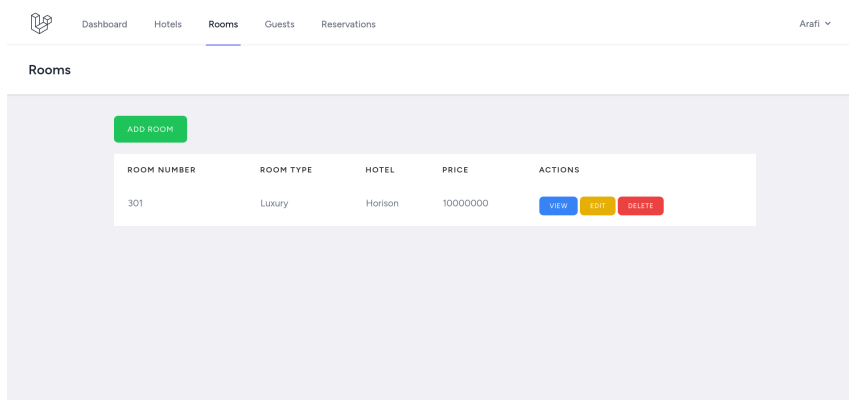 Dashboard Hotels Rooms Guests Reservations Arafi
Rooms
ADD ROOM
ROOM NUMBER ROOM TYPE HOTEL PRICE ACTIONS
301 Luxury Horison 10000000 VIEW EDIT DELETE